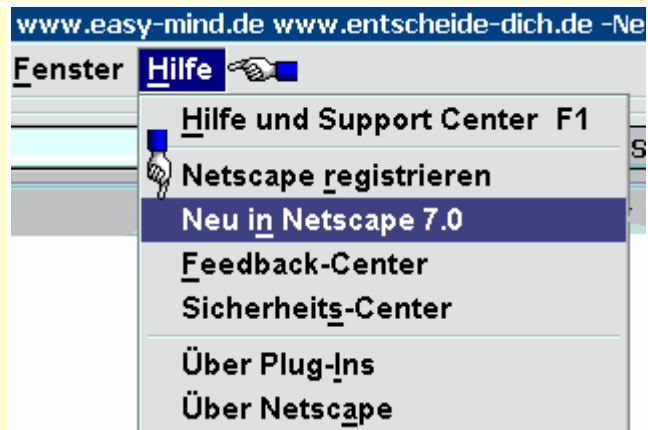 www.easy-mind.de www.entscheide-dich.de -Ne
Fenster Hilfe
Hilfe und Support Center F1
S
Netscape registrieren
Neu in Netscape 7.0
Feedback-Center
Sicherheits-Center
Über Plug-Ins
Über Netscape